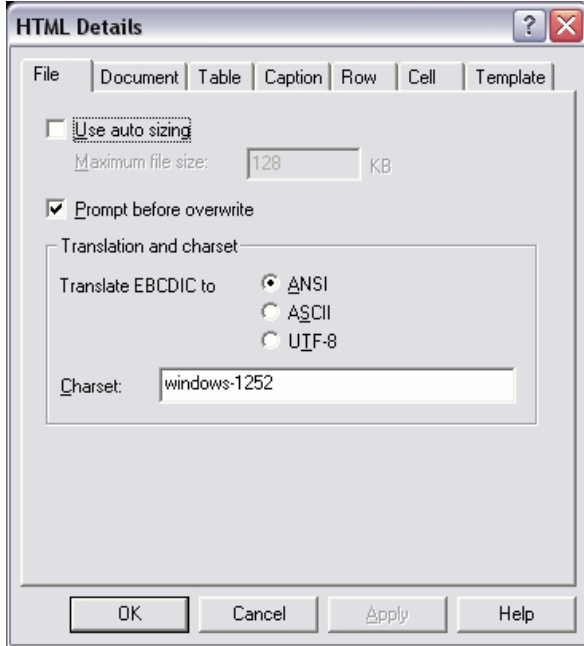 HTML Details
File Document Table Caption Row Cell Template
Use auto sizing
Maximum file size: 128 KB
Prompt before overwrite
Translation and charset
Translate EBCDIC to ANSI
ASCII
UTF-8
Charset: windows-1252
OK Cancel Apply Help